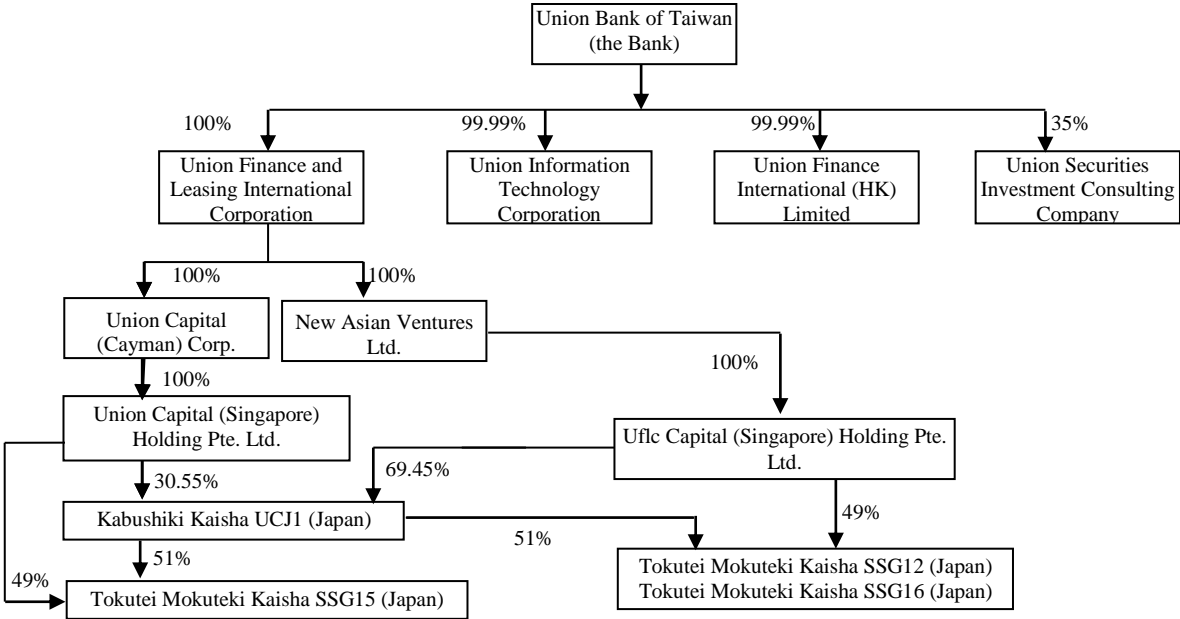 Union Bank of Taiwan
(the Bank)
100%
99.99%
99.99%
35%
Union Finance and
Leasing International
Corporation
Union Information
Technology
Corporation
Union Finance
International (HK)
Limited
Union Securities
Investment Consulting
Company
100%
100%
Union Capital
(Cayman) Corp.
New Asian Ventures
Ltd.
100%
100%
Union Capital (Singapore)
Holding Pte. Ltd.
Uflc Capital (Singapore) Holding Pte.
Ltd.
30.55%
69.45%
Kabushiki Kaisha UCJ1 (Japan)
49%
51%
51%
49%
Tokutei Mokuteki Kaisha SSG15 (Japan)
Tokutei Mokuteki Kaisha SSG12 (Japan)
Tokutei Mokuteki Kaisha SSG16 (Japan)